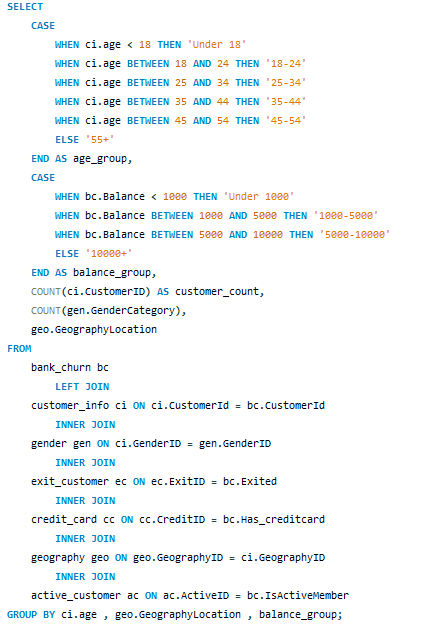 SELECT
CASE
WHEN ci.age < 18 THEN 'Under 18'
WHEN ci.age BETWEEN 18 AND 24 THEN '18-24'
WHEN ci.age BETWEEN 25 AND 34 THEN '25-34'
WHEN ci.age BETWEEN 35 AND 44 THEN '35-44'
WHEN ci.age BETWEEN 45 AND 54 THEN '45-54'
ELSE '55+'
END AS age_group,
CASE
WHEN bc.Balance < 1000 THEN 'Under 1000'
WHEN bc.Balance BETWEEN 1000 AND 5000 THEN '1000-5000'
WHEN bc.Balance BETWEEN 5000 AND 10000 THEN '5000-10000'
ELSE '10000+'
END AS balance_group,
COUNT(ci.CustomerID) AS customer_count,
COUNT(gen.GenderCategory),
geo.GeographyLocation
FROM
bank_churn bc
LEFT JOIN
customer_info ci ON ci.CustomerId = bc.CustomerId
INNER JOIN
gender gen ON ci.GenderID = gen.GenderID
INNER JOIN
exit_customer ec ON ec.ExitID = bc.Exited
INNER JOIN
credit_card cc ON cc.CreditID = bc.Has_creditcard
INNER JOIN
geography geo ON geo.GeographyID = ci.GeographyID
INNER JOIN
active_customer ac ON ac.ActiveID = bc.IsActiveMember
GROUP BY ci.age , geo.GeographyLocation , balance_group;